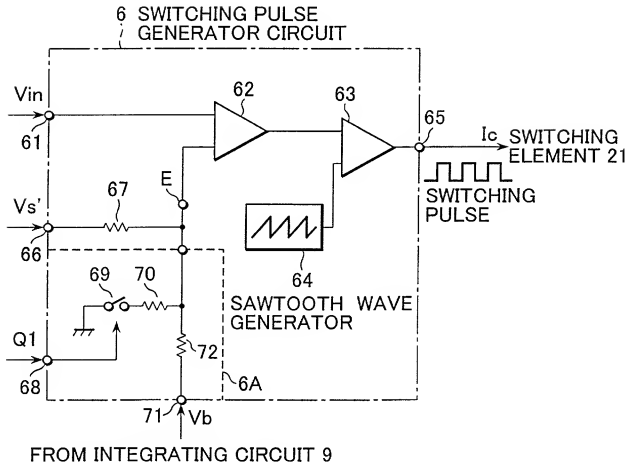 6 SWITCHING PULSE
GENERATOR CIRCUIT
Vin
61
62
63
65
Ic
SWITCHING
ELEMENT 21
SWITCHING
PULSE
E
Vs'
67
66
64
SAWTOOTH WAVE
GENERATOR
69
70
Q1
68
72
6A
71
Vb
FROM INTEGRATING CIRCUIT 9